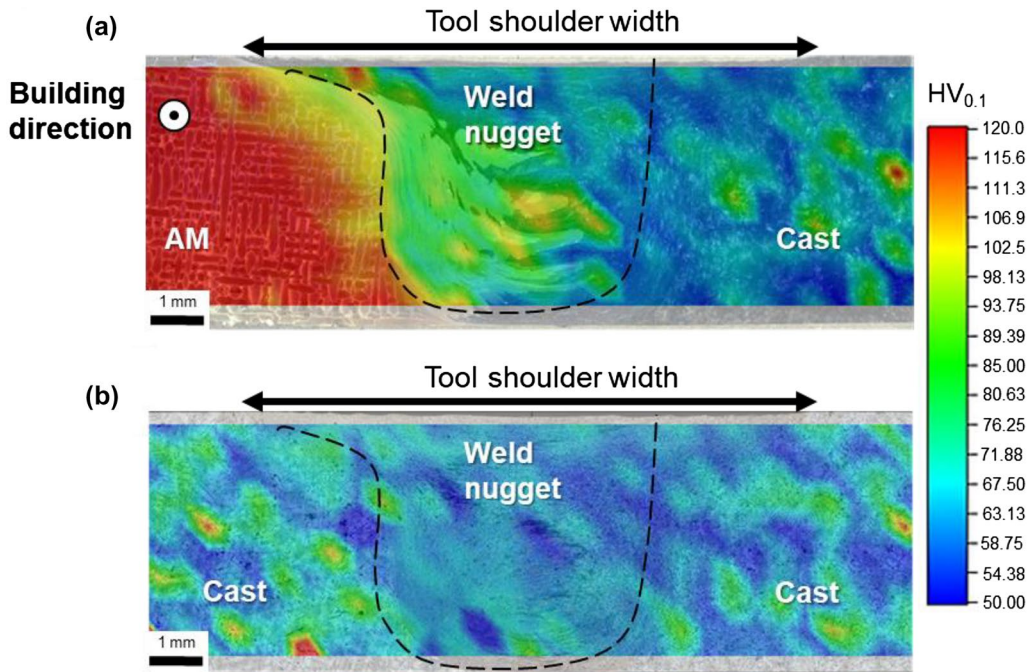 (a)
Tool shoulder width
Building
direction
Weld
nugget
AM
Cast
1 mm
(b)
Tool shoulder width
Weld
nugget
Cast
Cast
1 mm
HV0.1
120.0
115.6
111.3
106.9
102.5
98.13
93.75
89.39
85.00
80.63
76.25
71.88
67.50
63.13
58.75
54.38
50.00